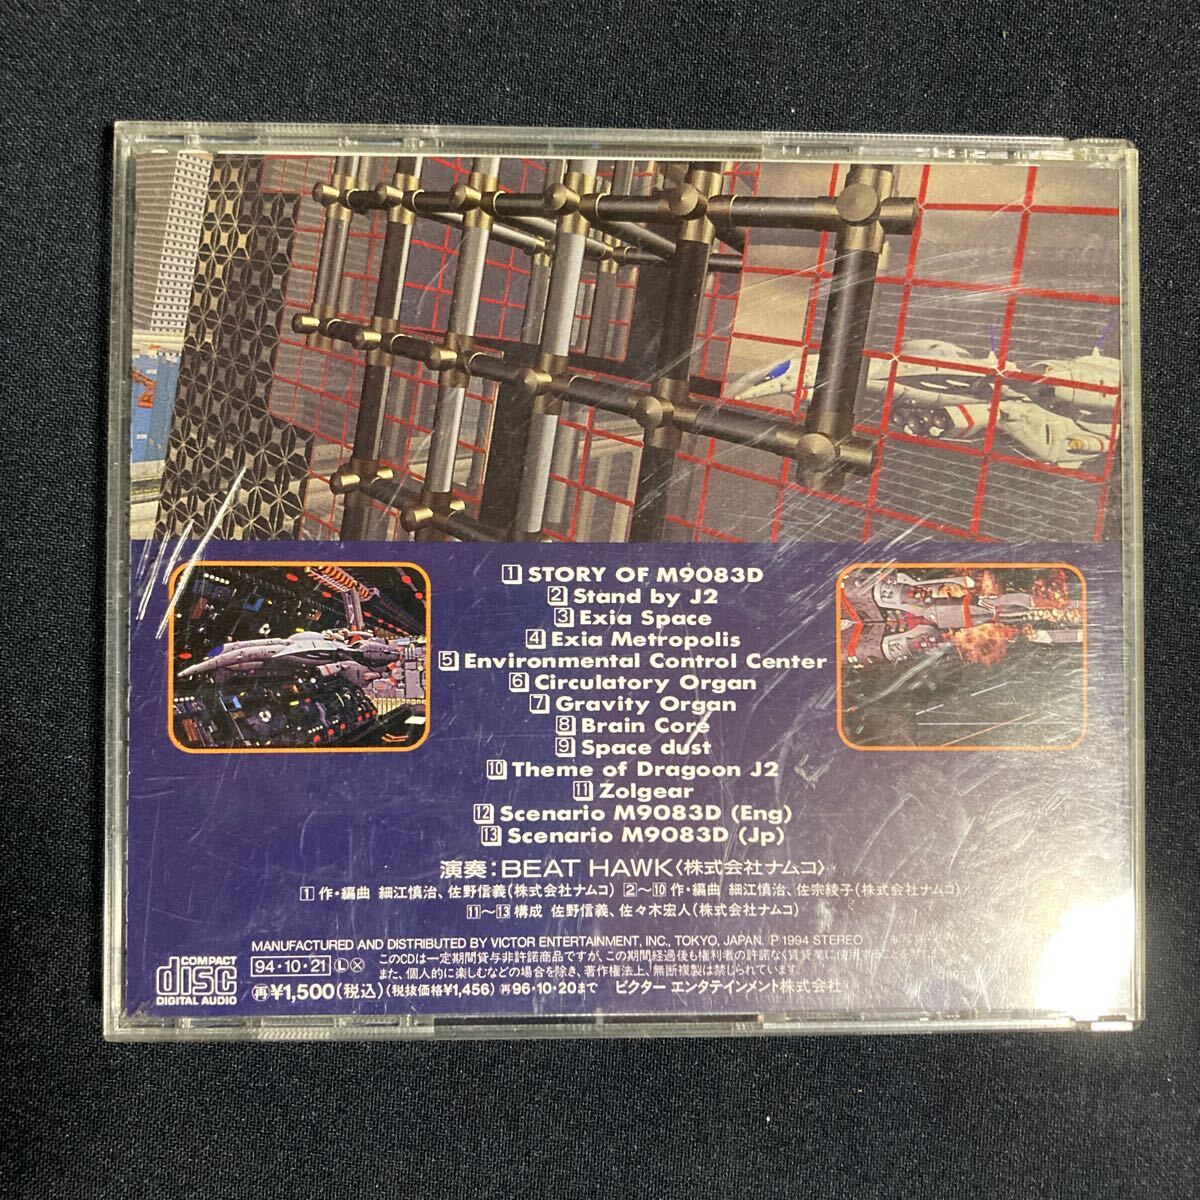 1 STORY OF M9083D
2 Stand by J2
3 Exia Space
4 Exia Metropolis
5 Environmental Control Center
6 Circulatory Organ
7 Gravity Organ
8 Brain Core
9 Space dust
10 Theme of Dragoon J2
11 Zolgear
12 Scenario M9083D (Eng)
13 Scenario M9083D (Jp)
演奏:BEAT HAWK〈株式会社ナムコ〉
1 作・編曲 細江慎治、佐野信義(株式会社ナムコ) 2〜10 作・編曲 細江慎治、佐宗綾子(株式会社ナムコ)
11〜13 構成 佐野信義、佐々木宏人(株式会社ナムコ)
MANUFACTURED AND DISTRIBUTED BY VICTOR ENTERTAINMENT, INC., TOKYO, JAPAN. Ⓟ 1994 STEREO
COMPACT
disc
DIGITAL AUDIO
94・10・21 Ⓛ Ⓧ
このCDは一定期間貸与非許諾商品ですが、この期間経過後も権利者の許諾なく賃貸業に使用すること
また、個人的に楽しむなどの場合を除き、著作権法上、無断複製は禁じられています。
再¥1,500(税込)(税抜価格¥1,456) 再96・10・20まで ビクター エンタテインメント株式会社